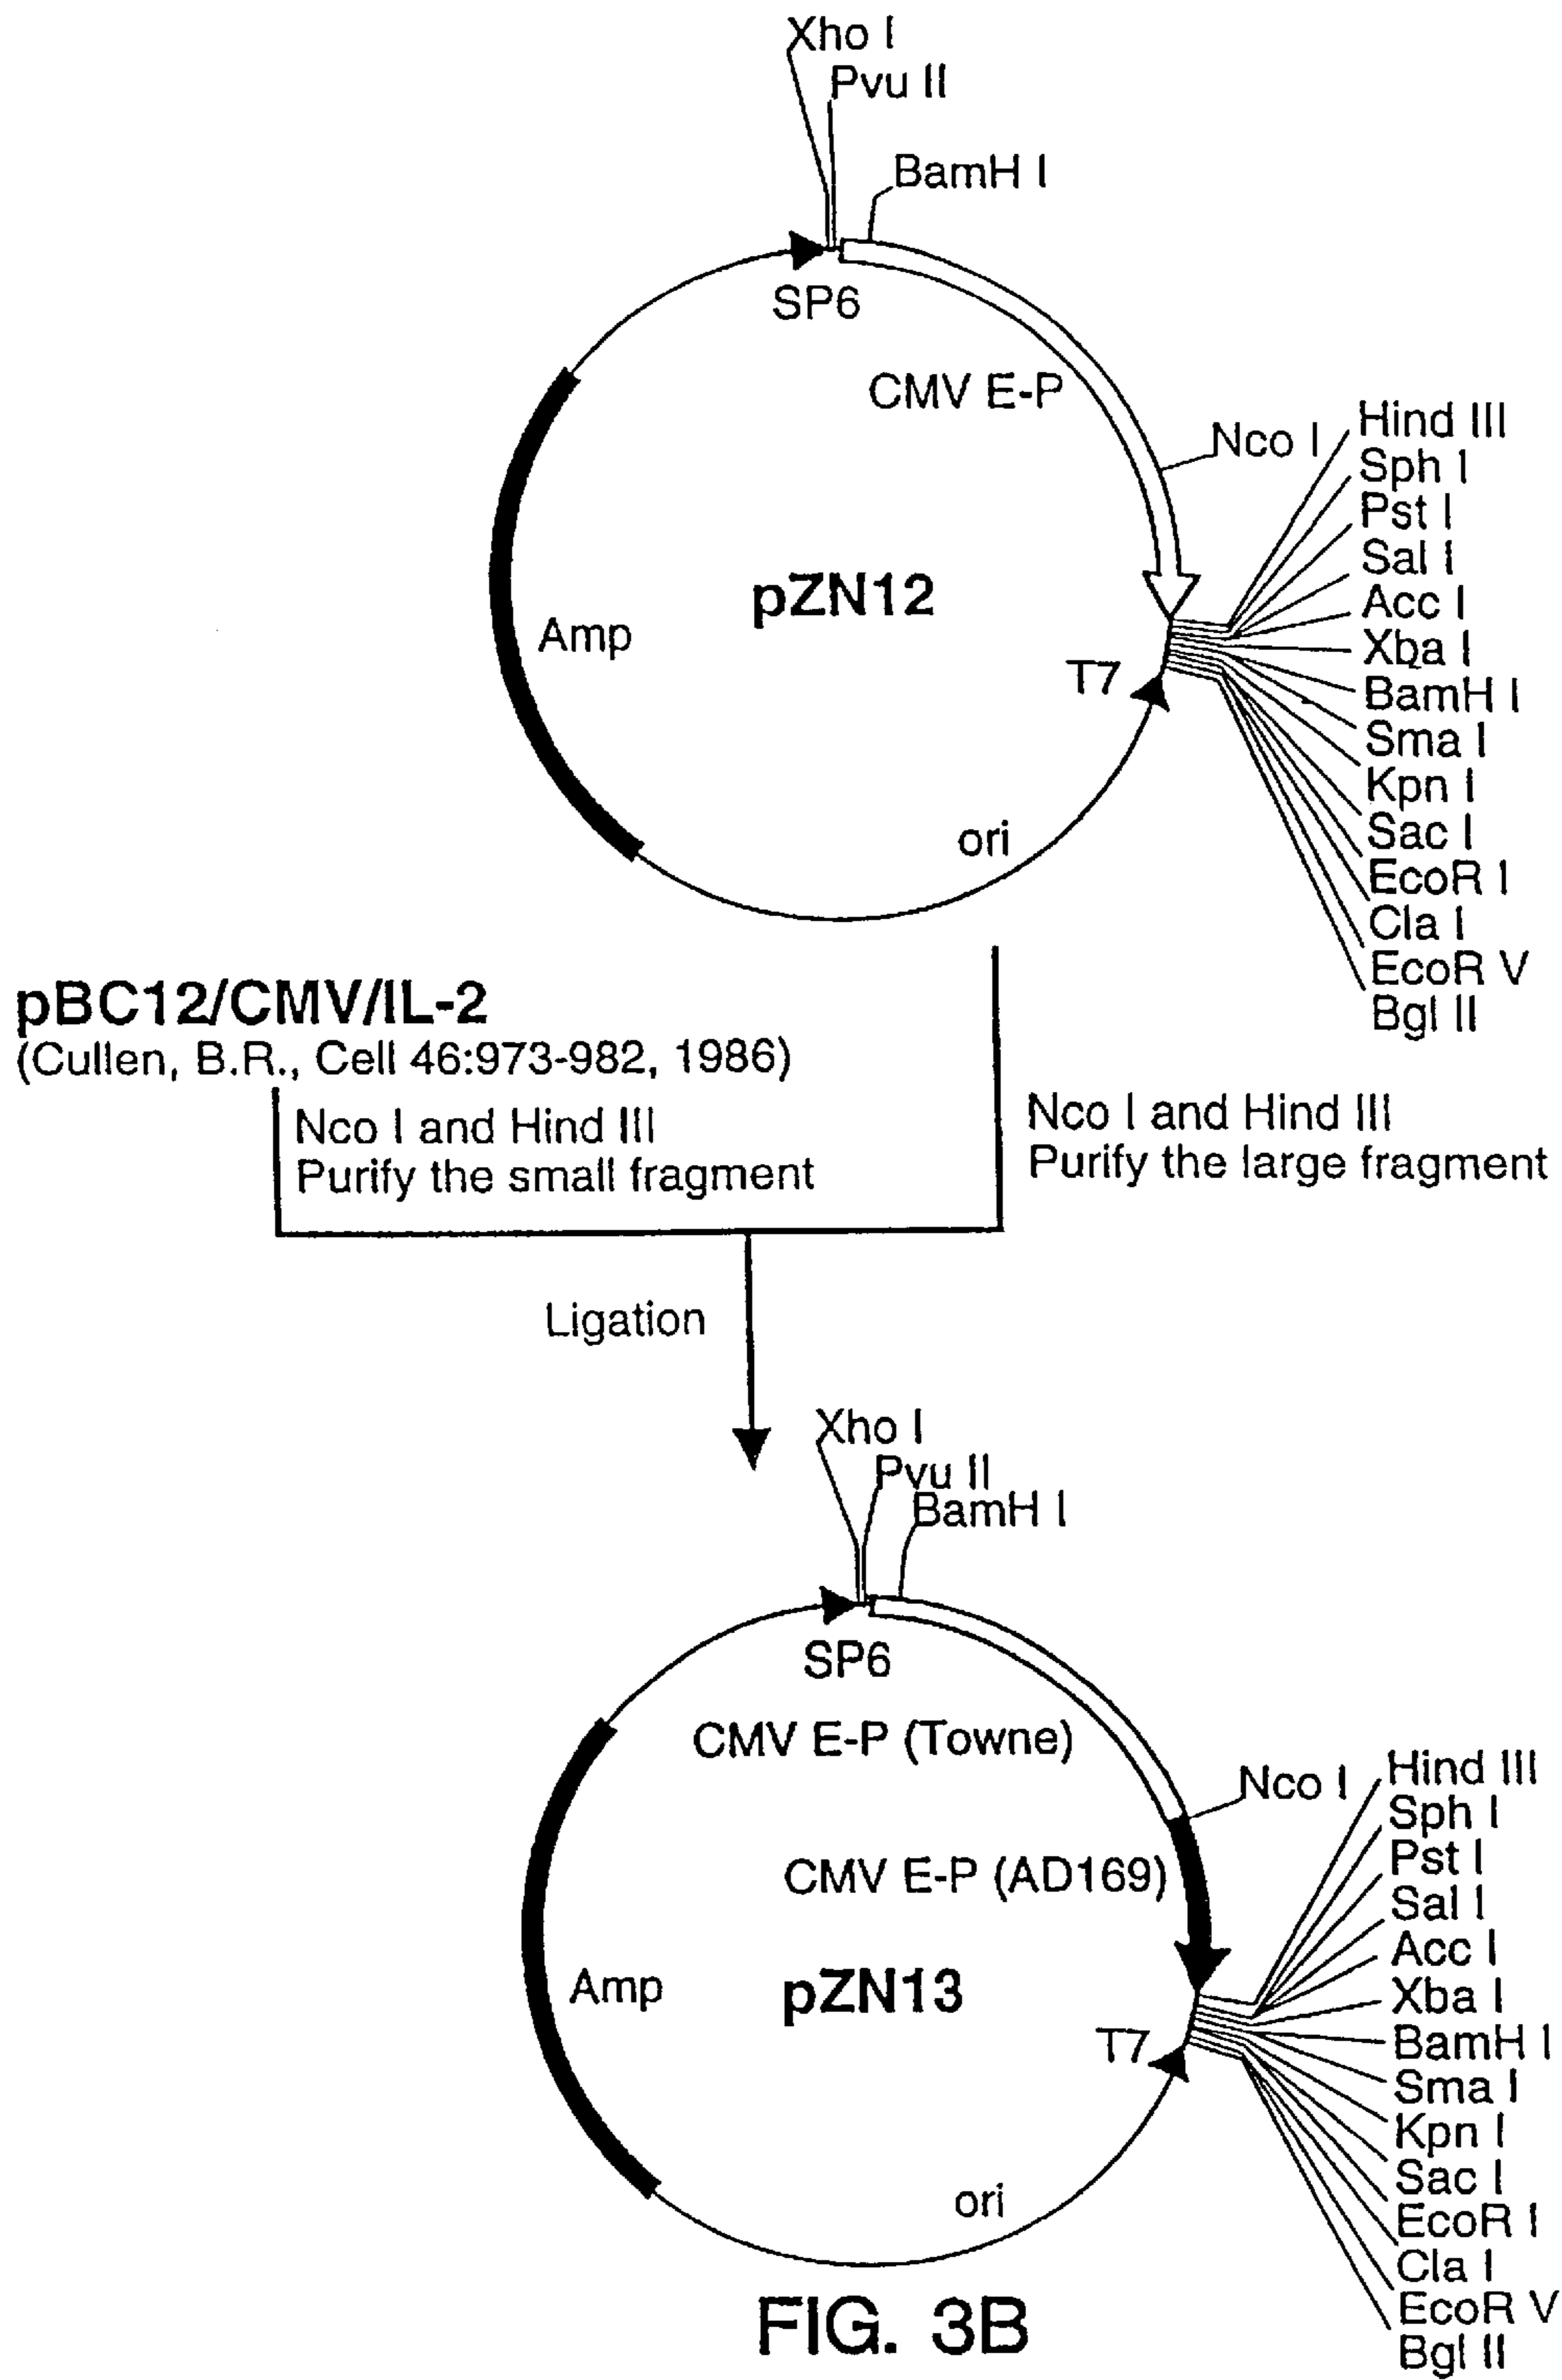 Xho I
Pvu II
BamH I
SP6
CMV E-P
Nco I
Hind III
Sph I
Pst I
Sal I
Acc I
Xba I
BamH I
Sma I
Kpn I
Sac I
EcoR I
Cla I
EcoR V
Bgl II
pZN12
Amp
T7
ori
pBC12/CMV/IL-2
(Cullen, B.R., Cell 46:973-982, 1986)
Nco I and Hind III
Purify the small fragment
Nco I and Hind III
Purify the large fragment
Ligation
Xho I
Pvu II
BamH I
SP6
CMV E-P (Towne)
Nco I
CMV E-P (AD169)
Hind III
Sph I
Pst I
Sal I
Acc I
Xba I
BamH I
Sma I
Kpn I
Sac I
EcoR I
Cla I
EcoR V
Bgl II
Amp
pZN13
T7
ori
FIG. 3B